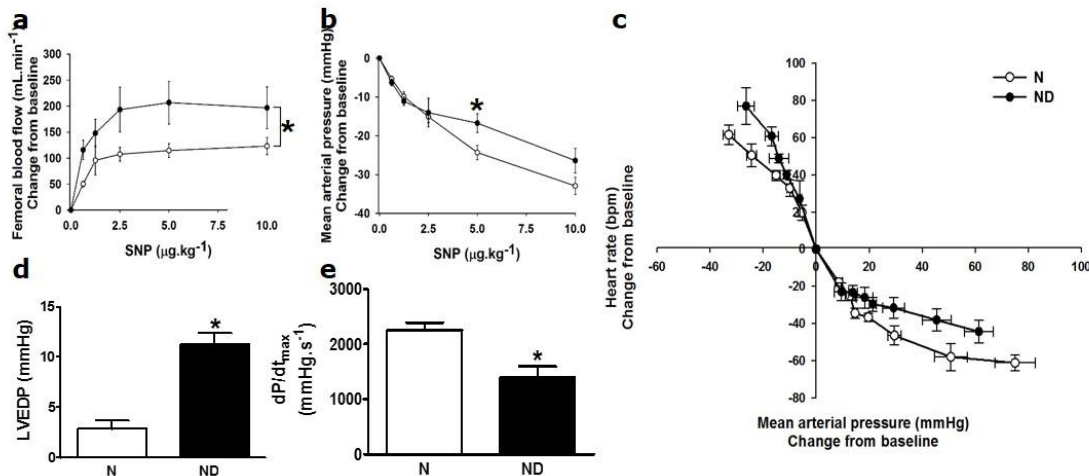 a
Femoral blood flow (mL.min-1)
Change from baseline
300
250
200
150
100
50
0
*
0.0 2.5 5.0 7.5 10.0
SNP (µg.kg-1)
b
Mean arterial pressure (mmHg)
Change from baseline
0
-10
-20
-30
-40
*
0.0 2.5 5.0 7.5 10.0
SNP (µg.kg-1)
c
Heart rate (bpm)
Change from baseline
100
80
60
40
20
0
-20
-40
-60
-80
-60 -40 -20 0 20 40 60 80 100
N
ND
Mean arterial pressure (mmHg)
Change from baseline
d
LVEDP (mmHg)
15
10
5
0
*
N ND
e
dP/dtmax
(mmHg.s-1)
3000
2000
1000
0
*
N ND